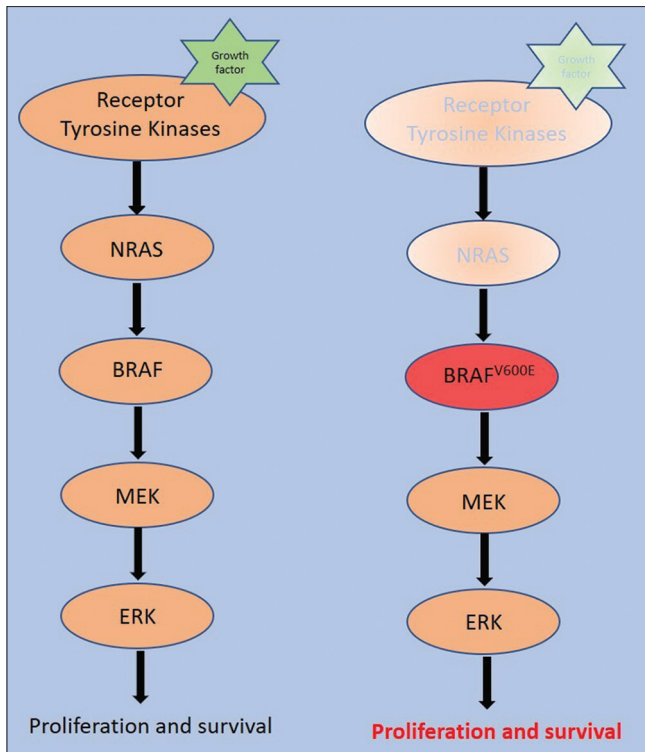 Growth
factor
Receptor
Tyrosine Kinases
NRAS
BRAF
MEK
ERK
Proliferation and survival
Growth
factor
Receptor
Tyrosine Kinases
NRAS
BRAFV600E
MEK
ERK
Proliferation and survival